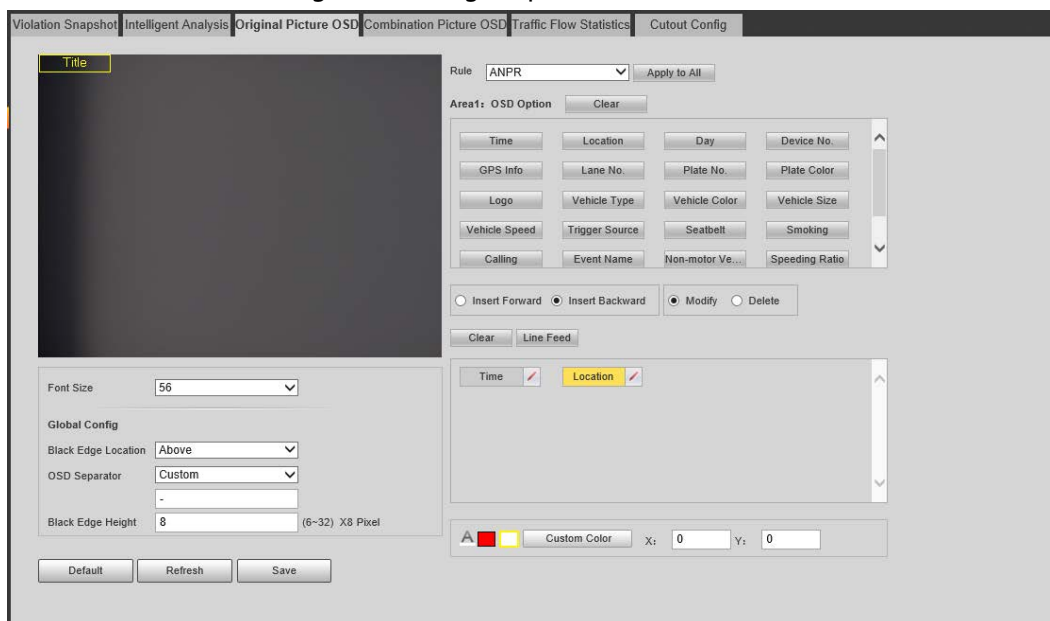 Violation Snapshot Intelligent Analysis Original Picture OSD Combination Picture OSD Traffic Flow Statistics Cutout Config
Title
Rule ANPR Apply to All
Area1: OSD Option Clear
Time Location Day Device No.
GPS Info Lane No. Plate No. Plate Color
Logo Vehicle Type Vehicle Color Vehicle Size
Vehicle Speed Trigger Source Seatbelt Smoking
Calling Event Name Non-motor Ve... Speeding Ratio
Insert Forward Insert Backward Modify Delete
Clear Line Feed
Time Location
Font Size 56
Global Config
Black Edge Location Above
OSD Separator Custom
-
Black Edge Height 8 (6~32) X8 Pixel
A Custom Color X: 0 Y: 0
Default Refresh Save